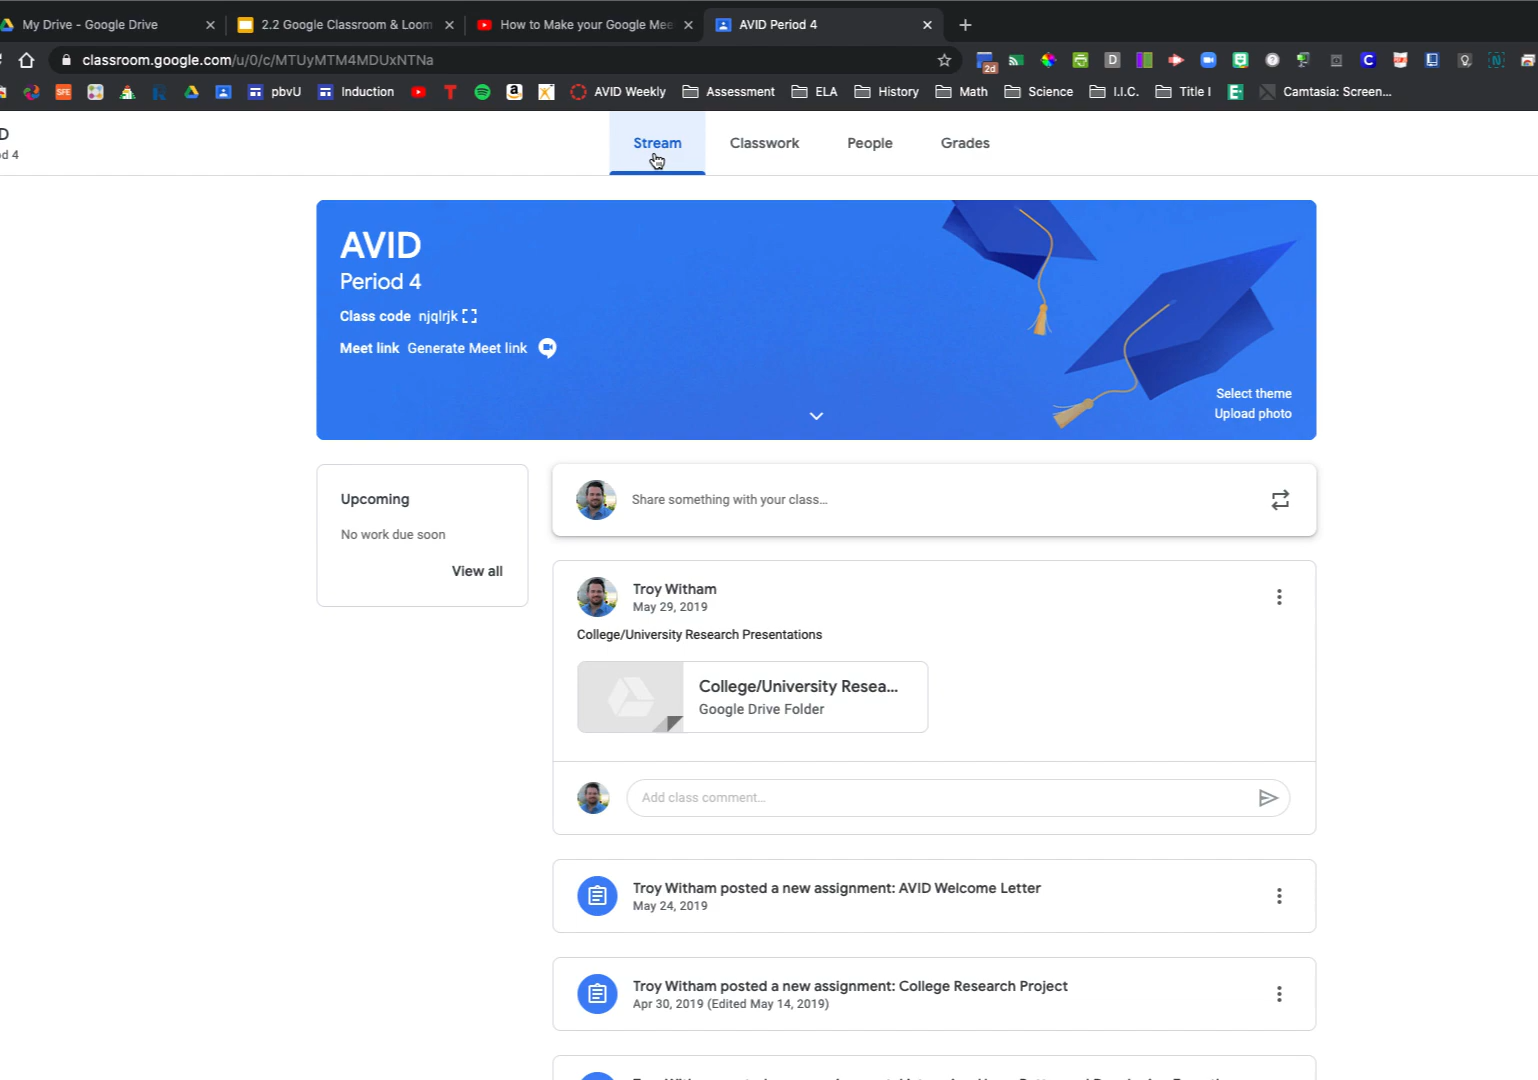 My Drive - Google Drive
2.2 Google Classroom & Loom
How to Make your Google Mee
AVID Period 4
classroom.google.com/u/0/c/MTUyMTM4MDUxNTNa
2d
SFE
pbvU
Induction
AVID Weekly
Assessment
ELA
History
Math
Science
I.I.C.
Title I
Camtasia: Screen...
D
d 4
Stream
Classwork
People
Grades
AVID
Period 4
Class code njqlrjk
Meet link Generate Meet link
Select theme
Upload photo
Upcoming
No work due soon
View all
Share something with your class...
Troy Witham
May 29, 2019
College/University Research Presentations
College/University Resea...
Google Drive Folder
Add class comment...
Troy Witham posted a new assignment: AVID Welcome Letter
May 24, 2019
Troy Witham posted a new assignment: College Research Project
Apr 30, 2019 (Edited May 14, 2019)